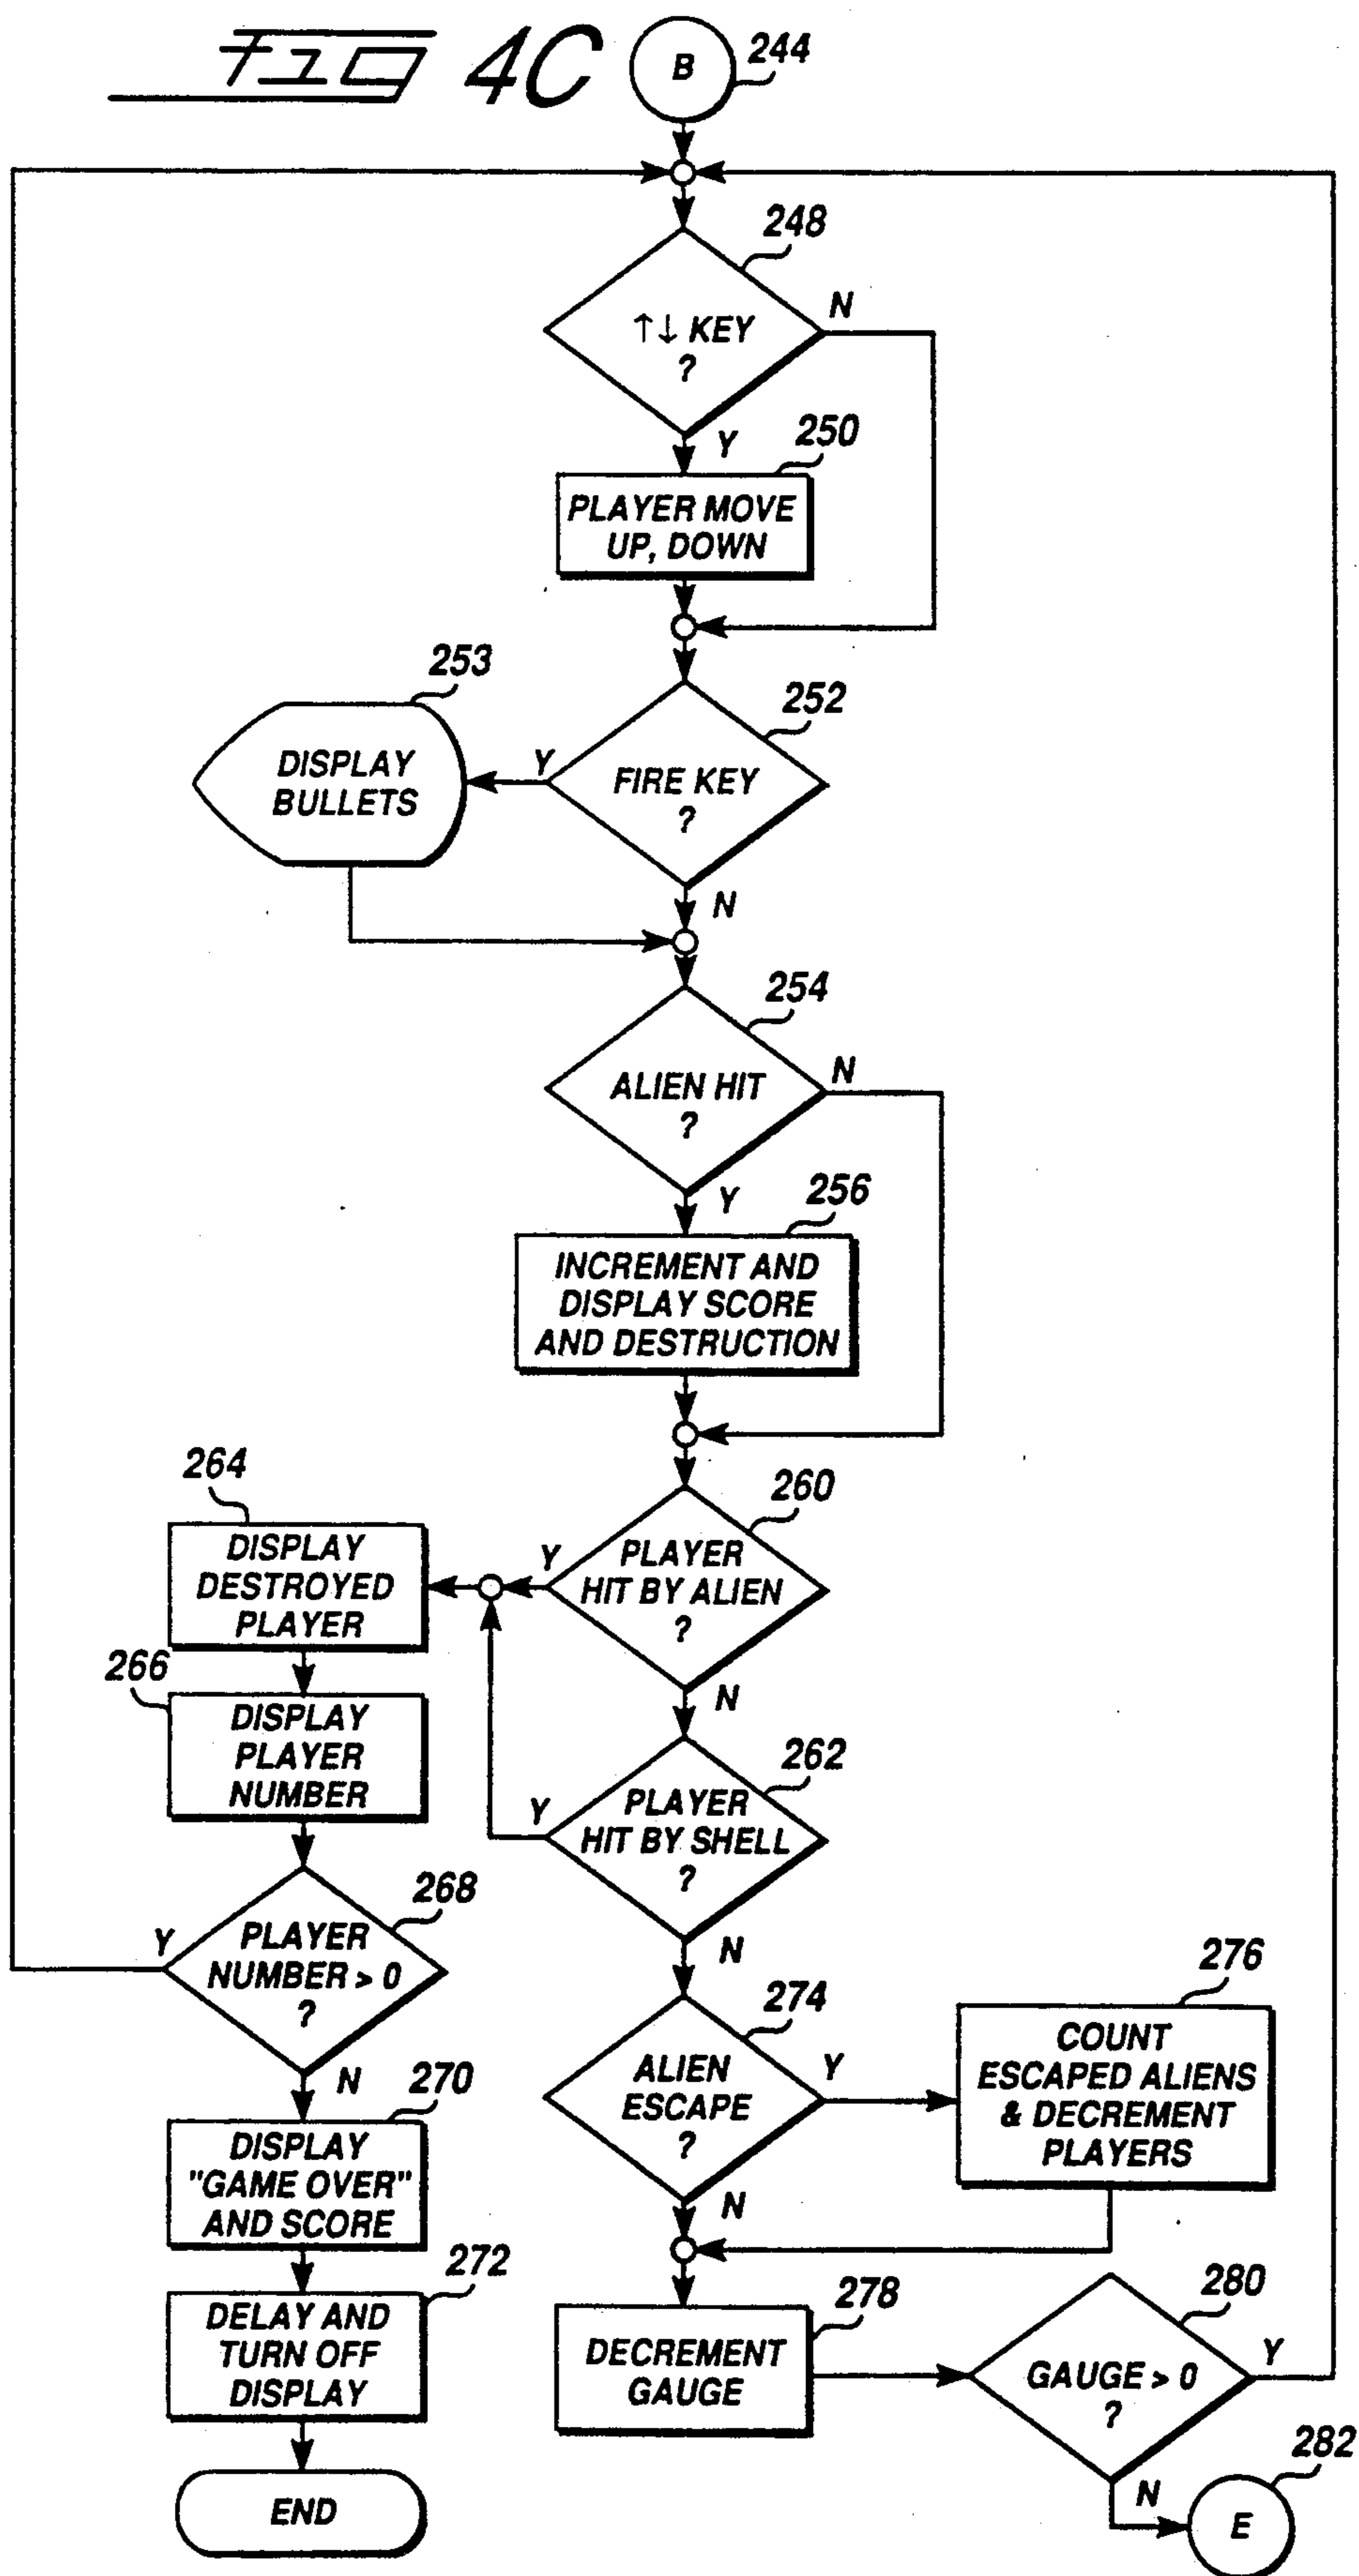 Fig 4C
B
244
248
↑↓ KEY
?
N
Y
250
PLAYER MOVE
UP, DOWN
253
DISPLAY
BULLETS
252
Y
FIRE KEY
?
N
254
ALIEN HIT
?
N
Y
256
INCREMENT AND
DISPLAY SCORE
AND DESTRUCTION
264
DISPLAY
DESTROYED
PLAYER
260
Y
PLAYER
HIT BY ALIEN
?
N
266
DISPLAY
PLAYER
NUMBER
262
Y
PLAYER
HIT BY SHELL
?
N
268
Y
PLAYER
NUMBER > 0
?
N
274
ALIEN
ESCAPE
?
Y
N
276
COUNT
ESCAPED ALIENS
& DECREMENT
PLAYERS
270
DISPLAY
"GAME OVER"
AND SCORE
272
DELAY AND
TURN OFF
DISPLAY
END
278
DECREMENT
GAUGE
280
GAUGE > 0
?
Y
N
282
E